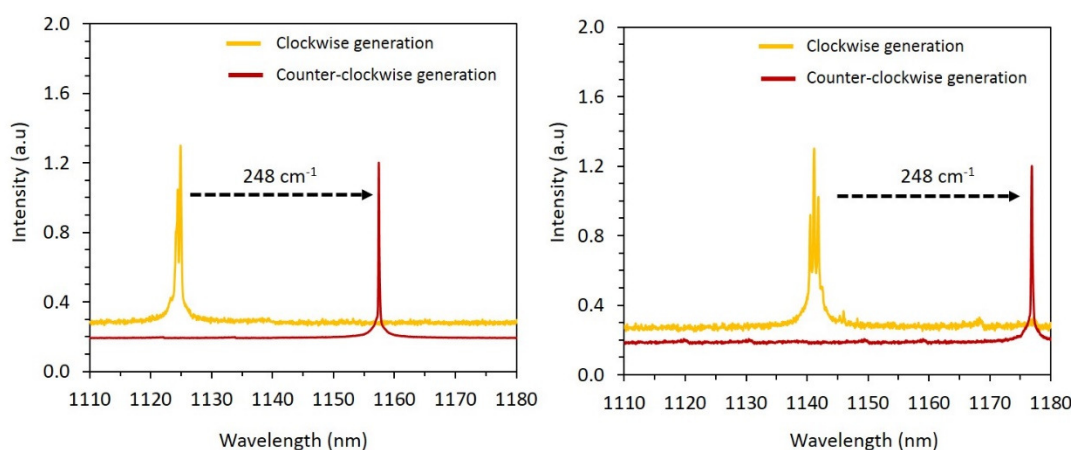 2.0
1.6
1.2
0.8
0.4
0.0
Intensity (a.u)
Clockwise generation
Counter-clockwise generation
248 cm⁻¹
1110 1120 1130 1140 1150 1160 1170 1180
Wavelength (nm)
2.0
1.6
1.2
0.8
0.4
0.0
Intensity (a.u)
Clockwise generation
Counter-clockwise generation
248 cm⁻¹
1110 1120 1130 1140 1150 1160 1170 1180
Wavelength (nm)